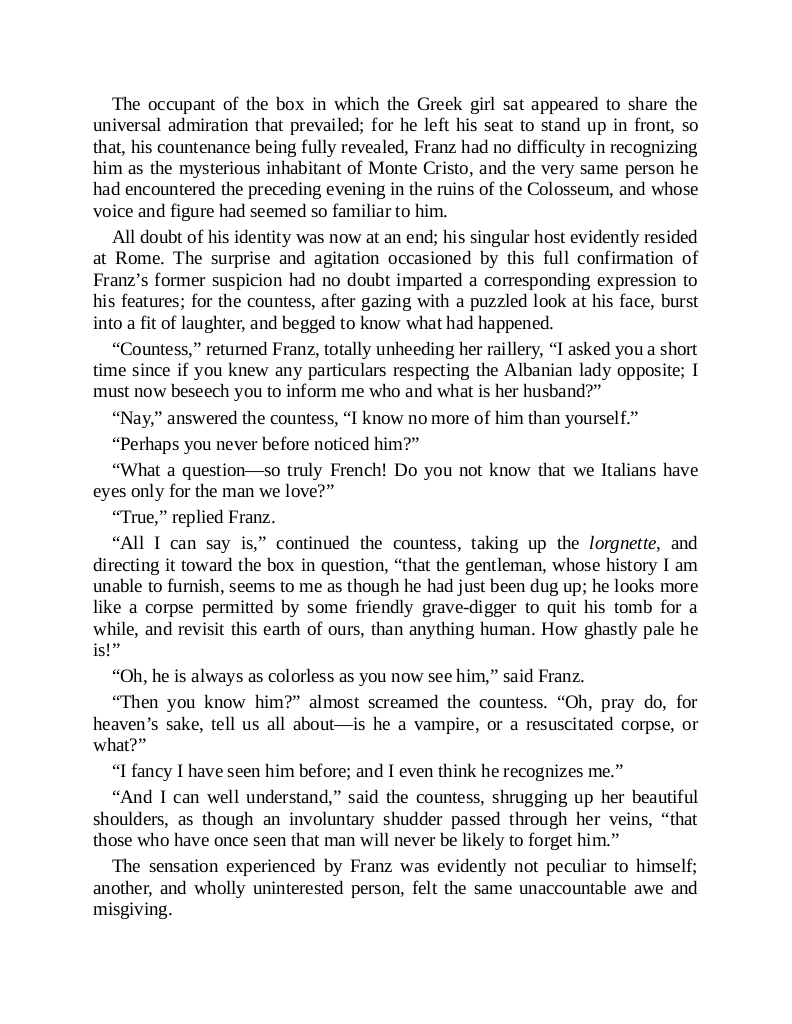 The occupant of the box in which the Greek girl sat appeared to share the
universal admiration that prevailed; for he left his seat to stand up in front, so
that, his countenance being fully revealed, Franz had no difficulty in recognizing
him as the mysterious inhabitant of Monte Cristo, and the very same person he
had encountered the preceding evening in the ruins of the Colosseum, and whose
voice and figure had seemed so familiar to him.
All doubt of his identity was now at an end; his singular host evidently resided
at Rome. The surprise and agitation occasioned by this full confirmation of
Franz’s former suspicion had no doubt imparted a corresponding expression to
his features; for the countess, after gazing with a puzzled look at his face, burst
into a fit of laughter, and begged to know what had happened.
“Countess,” returned Franz, totally unheeding her raillery, “I asked you a short
time since if you knew any particulars respecting the Albanian lady opposite; I
must now beseech you to inform me who and what is her husband?”
“Nay,” answered the countess, “I know no more of him than yourself.”
“Perhaps you never before noticed him?”
“What a question—so truly French! Do you not know that we Italians have
eyes only for the man we love?”
“True,” replied Franz.
“All I can say is,” continued the countess, taking up the lorgnette, and
directing it toward the box in question, “that the gentleman, whose history I am
unable to furnish, seems to me as though he had just been dug up; he looks more
like a corpse permitted by some friendly grave-digger to quit his tomb for a
while, and revisit this earth of ours, than anything human. How ghastly pale he
is!”
“Oh, he is always as colorless as you now see him,” said Franz.
“Then you know him?” almost screamed the countess. “Oh, pray do, for
heaven’s sake, tell us all about—is he a vampire, or a resuscitated corpse, or
what?”
“I fancy I have seen him before; and I even think he recognizes me.”
“And I can well understand,” said the countess, shrugging up her beautiful
shoulders, as though an involuntary shudder passed through her veins, “that
those who have once seen that man will never be likely to forget him.”
The sensation experienced by Franz was evidently not peculiar to himself;
another, and wholly uninterested person, felt the same unaccountable awe and
misgiving.